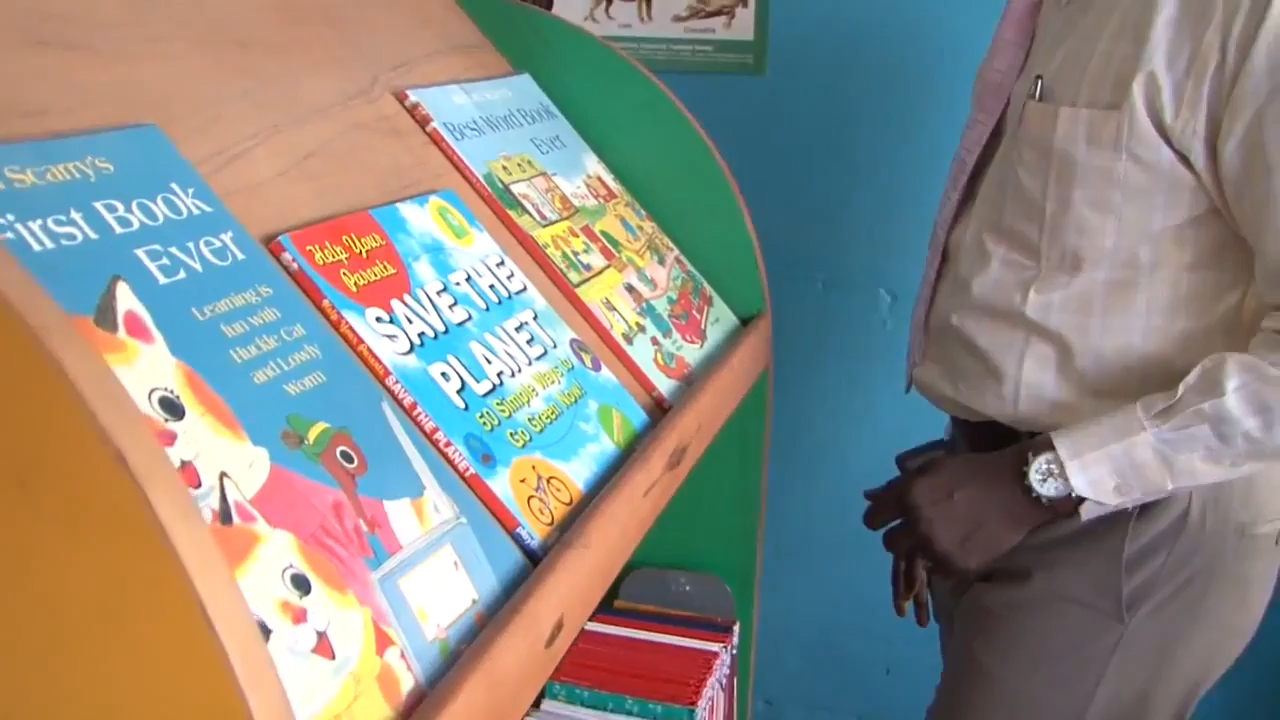 Scarry's
First Book
Ever
Learning is
fun with
Huckle Cat
and Lowly
Worm
Help Your
Parents
SAVE THE
PLANET
50 Simple Ways to
Go Green Now!
Help Your Parents SAVE THE PLANET
Best Word Book
Ever
Crocodile